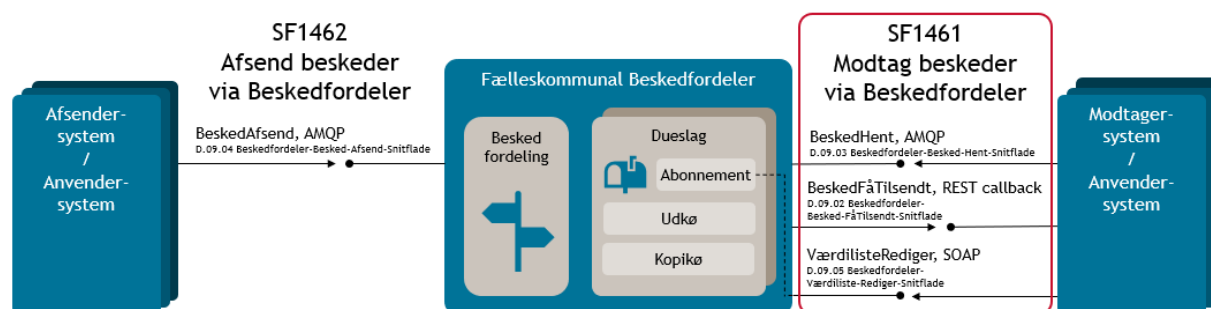 SF1462
Afsend beskeder
via Beskedfordeler
Afsender-
system
/
Anvender-
system
BeskedAfsend, AMQP
D.09.04 Beskedfordeler-Besked-Afsend-Snitflade
Fælleskommunal Beskedfordeler
Besked
fordeling
Dueslag
Abonnement
Udkø
Kopikø
SF1461
Modtag beskeder
via Beskedfordeler
BeskedHent, AMQP
D.09.03 Beskedfordeler-Besked-Hent-Snitflade
BeskedFåTilsendt, REST callback
D.09.02 Beskedfordeler-
Besked-FåTilsendt-Snitflade
VærdilisteRediger, SOAP
D.09.05 Beskedfordeler-
Værdiliste-Rediger-Snitflade
Modtager-
system
/
Anvender-
system